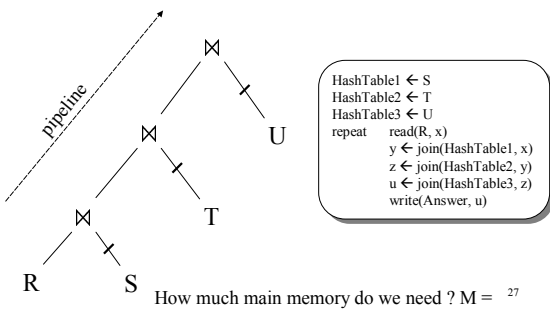 pipeline
⋈
⋈
⋈
U
T
R
S
HashTable1 ← S
HashTable2 ← T
HashTable3 ← U
repeat read(R, x)
y ← join(HashTable1, x)
z ← join(HashTable2, y)
u ← join(HashTable3, z)
write(Answer, u)
How much main memory do we need ? M = 27